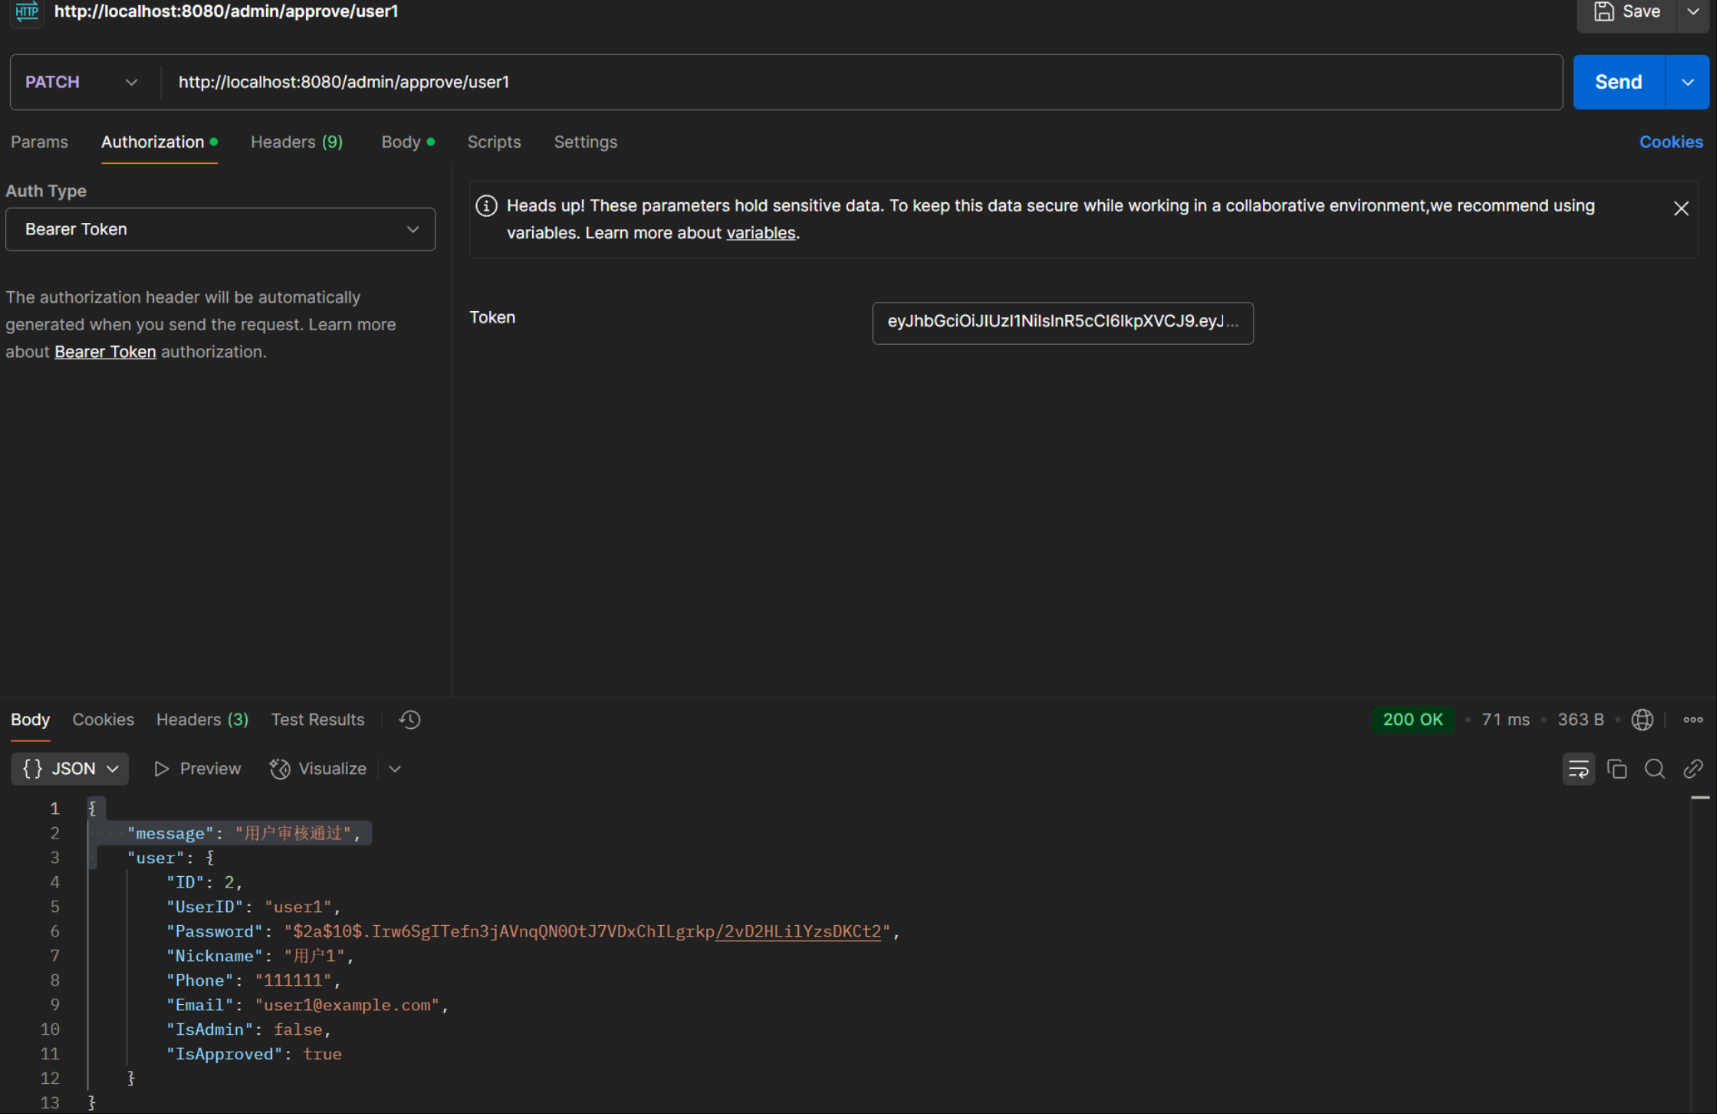 HTTP http://localhost:8080/admin/approve/user1
Save
PATCH http://localhost:8080/admin/approve/user1
Send
Params Authorization Headers (9) Body Scripts Settings
Cookies
Auth Type
Bearer Token
The authorization header will be automatically
generated when you send the request. Learn more
about Bearer Token authorization.
Heads up! These parameters hold sensitive data. To keep this data secure while working in a collaborative environment,we recommend using
variables. Learn more about variables.
Token
eyJhbGciOiJIUzI1NiIsInR5cCI6IkpXVCJ9.eyJ...
Body Cookies Headers (3) Test Results
200 OK • 71 ms • 363 B
{} JSON Preview Visualize
1 {
2 "message": "用户审核通过",
3 "user": {
4 "ID": 2,
5 "UserID": "user1",
6 "Password": "$2a$10$.Irw6SgITefn3jAVnqQN0OtJ7VDxChILgrkp/2vD2HLilYzsDKCt2",
7 "Nickname": "用户1",
8 "Phone": "111111",
9 "Email": "user1@example.com",
10 "IsAdmin": false,
11 "IsApproved": true
12 }
13 }